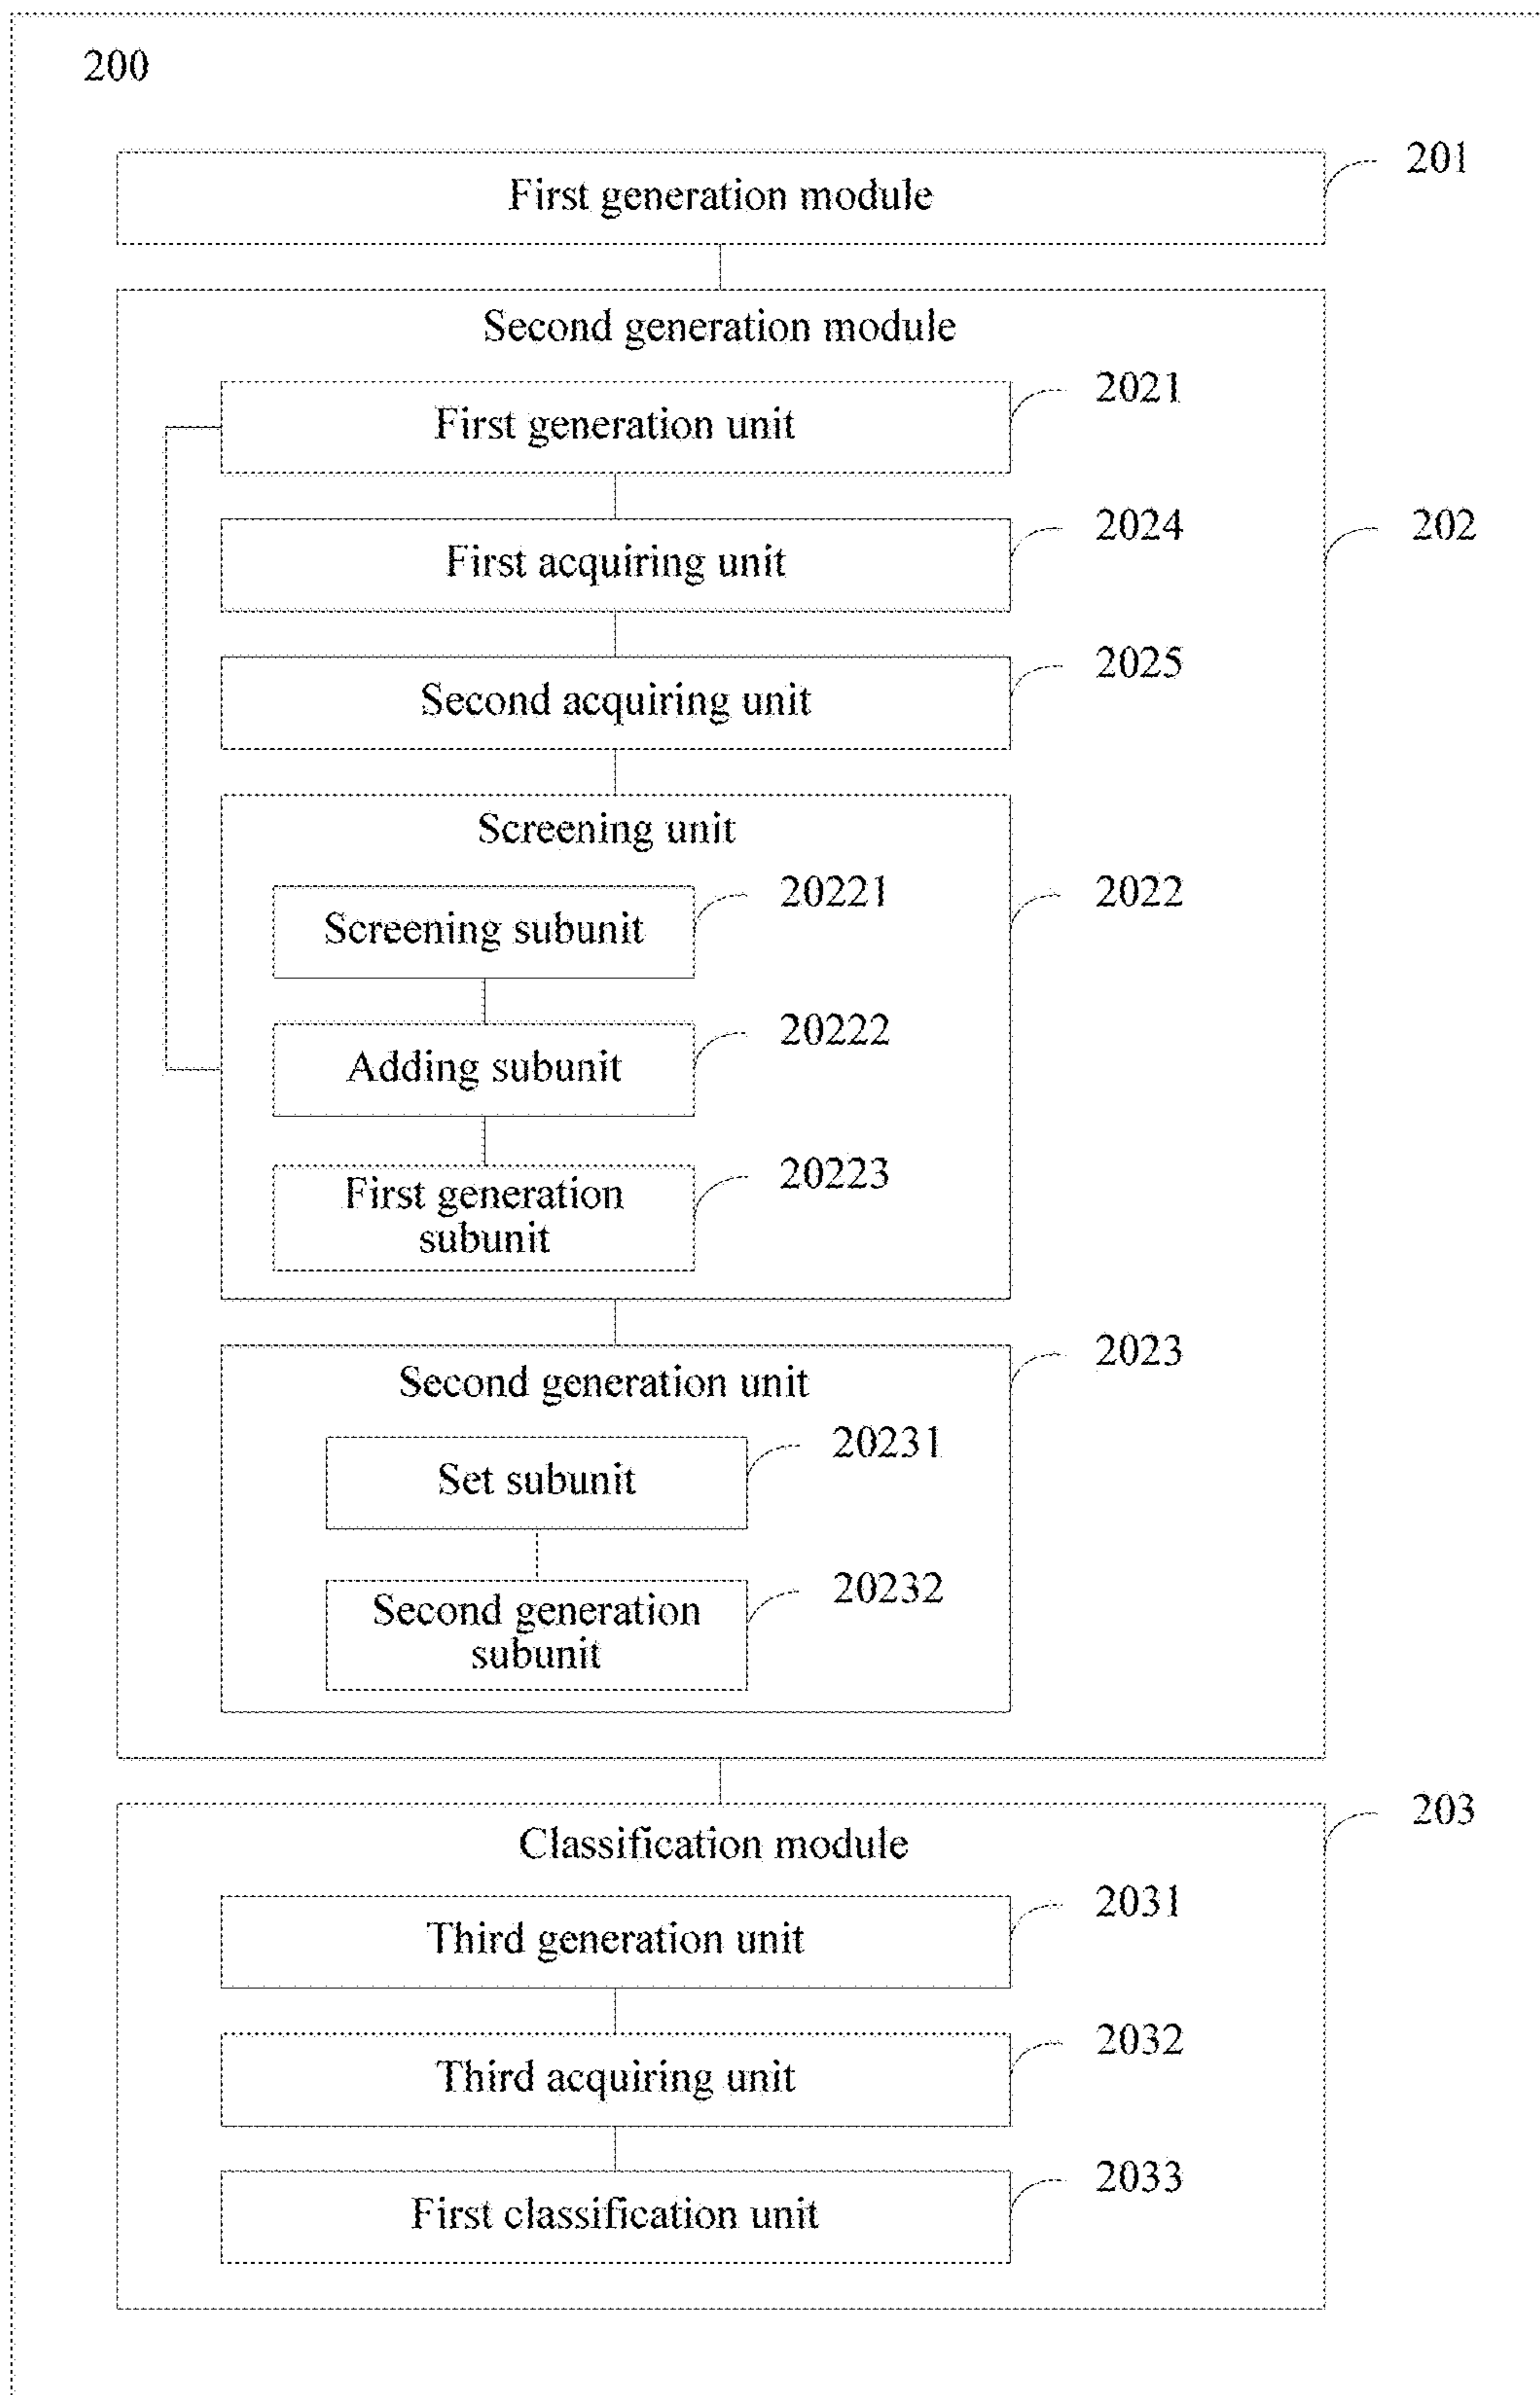 200
First generation module
201
Second generation module
202
First generation unit
2021
First acquiring unit
2024
Second acquiring unit
2025
Screening unit
2022
Screening subunit
20221
Adding subunit
20222
First generation
subunit
20223
Second generation unit
2023
Set subunit
20231
Second generation
subunit
20232
Classification module
203
Third generation unit
2031
Third acquiring unit
2032
First classification unit
2033